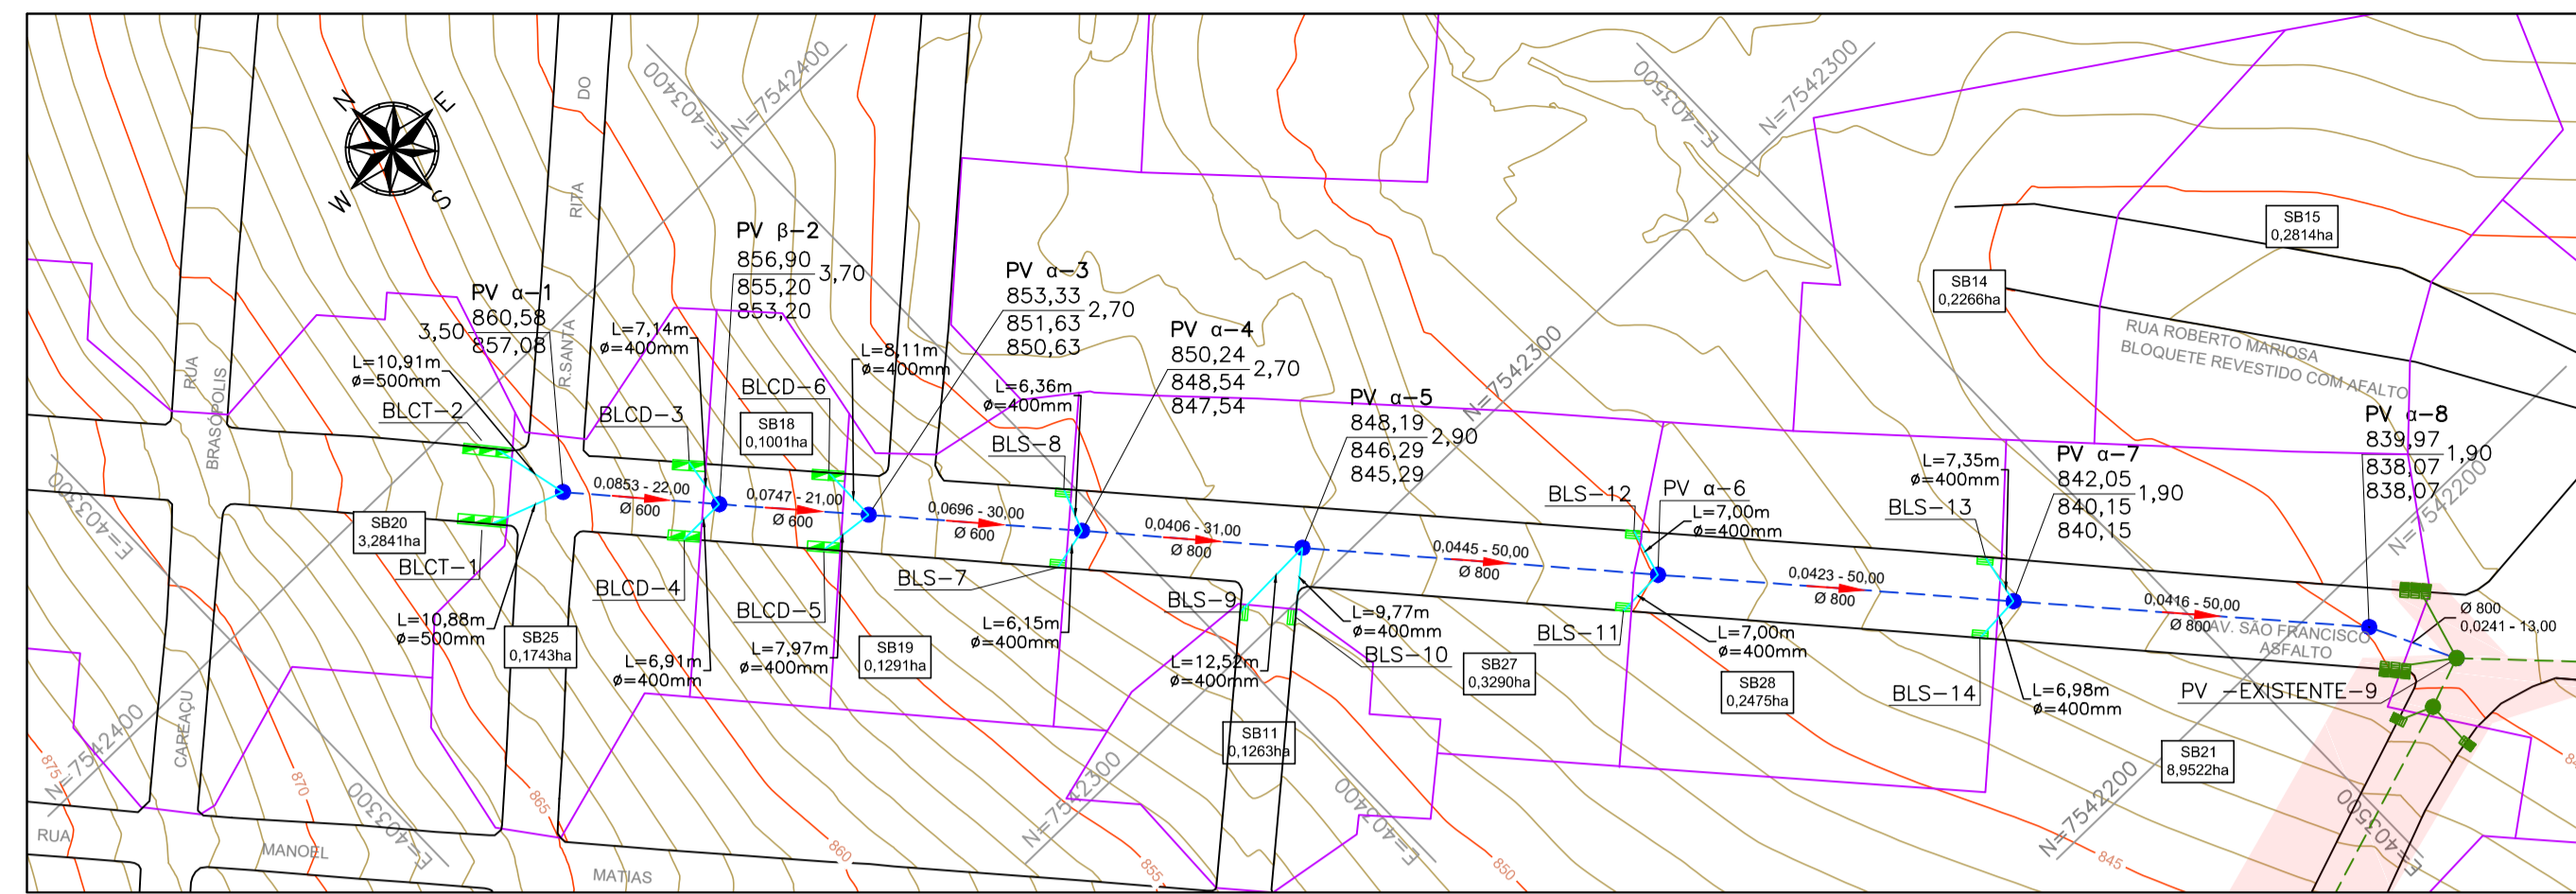 N
E
W
S
DO
RITA
R.SANTA
RUA
BRASÓPOLIS
CAREAÇU
RUA
MANOEL
MATIAS
E=403400
N=7542400
E=403500
N=7542300
PV β-2
856,90
855,20
853,20
3,70
PV α-1
860,58
857,08
3,50
PV α-3
853,33
851,63
850,63
2,70
PV α-4
850,24
848,54
847,54
2,70
PV α-5
848,19
846,29
845,29
2,90
PV α-6
PV α-7
842,05
840,15
840,15
1,90
PV α-8
839,97
838,07
838,07
1,90
SB15
0,2814ha
SB14
0,2266ha
RUA ROBERTO MARIOSA
BLOQUETE REVESTIDO COM AFALTO
L=10,91m
ø=500mm
BLCT-2
L=7,14m
ø=400mm
BLCD-3
BLCD-6
SB18
0,1001ha
L=8,11m
ø=400mm
L=6,36m
ø=400mm
BLS-8
N=7542300
BLS-12
L=7,00m
ø=400mm
L=7,35m
ø=400mm
BLS-13
N=7542200
0,0853 - 22,00
Ø 600
0,0747 - 21,00
Ø 600
0,0696 - 30,00
Ø 600
0,0406 - 31,00
Ø 800
0,0445 - 50,00
Ø 800
0,0423 - 50,00
Ø 800
0,0416 - 50,00
Ø 800
Ø 800
0,0241 - 13,00
AV. SÃO FRANCISCO
ASFALTO
E=403300
SB20
3,2841ha
BLCT-1
L=10,88m
ø=500mm
SB25
0,1743ha
BLCD-4
L=6,91m
ø=400mm
BLCD-5
L=7,97m
ø=400mm
SB19
0,1291ha
BLS-7
L=6,15m
ø=400mm
BLS-9
L=12,52m
ø=400mm
L=9,77m
ø=400mm
BLS-10
SB27
0,3290ha
BLS-11
L=7,00m
ø=400mm
SB28
0,2475ha
BLS-14
L=6,98m
ø=400mm
PV -EXISTENTE-9
SB11
0,1263ha
SB21
8,9522ha
N=7542400
E=403300
N=7542300
E=403400
N=7542200
E=403500
875
870
865
860
855
850
845